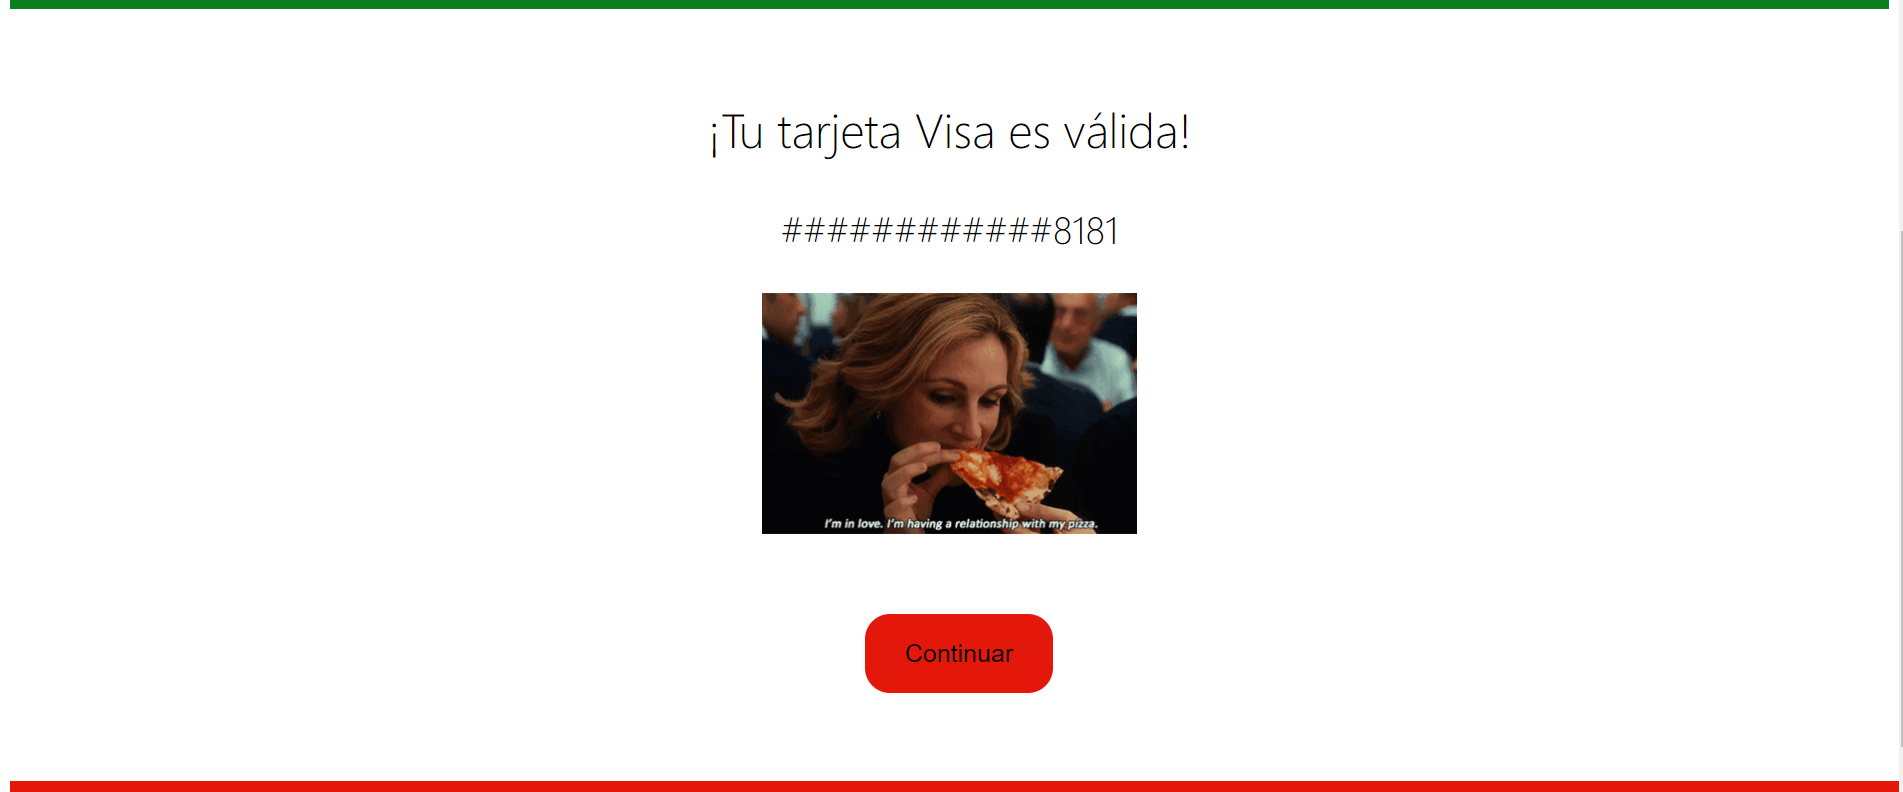 ¡Tu tarjeta Visa es válida!
############8181
I'm in love. I'm having a relationship with my pizza.
Continuar